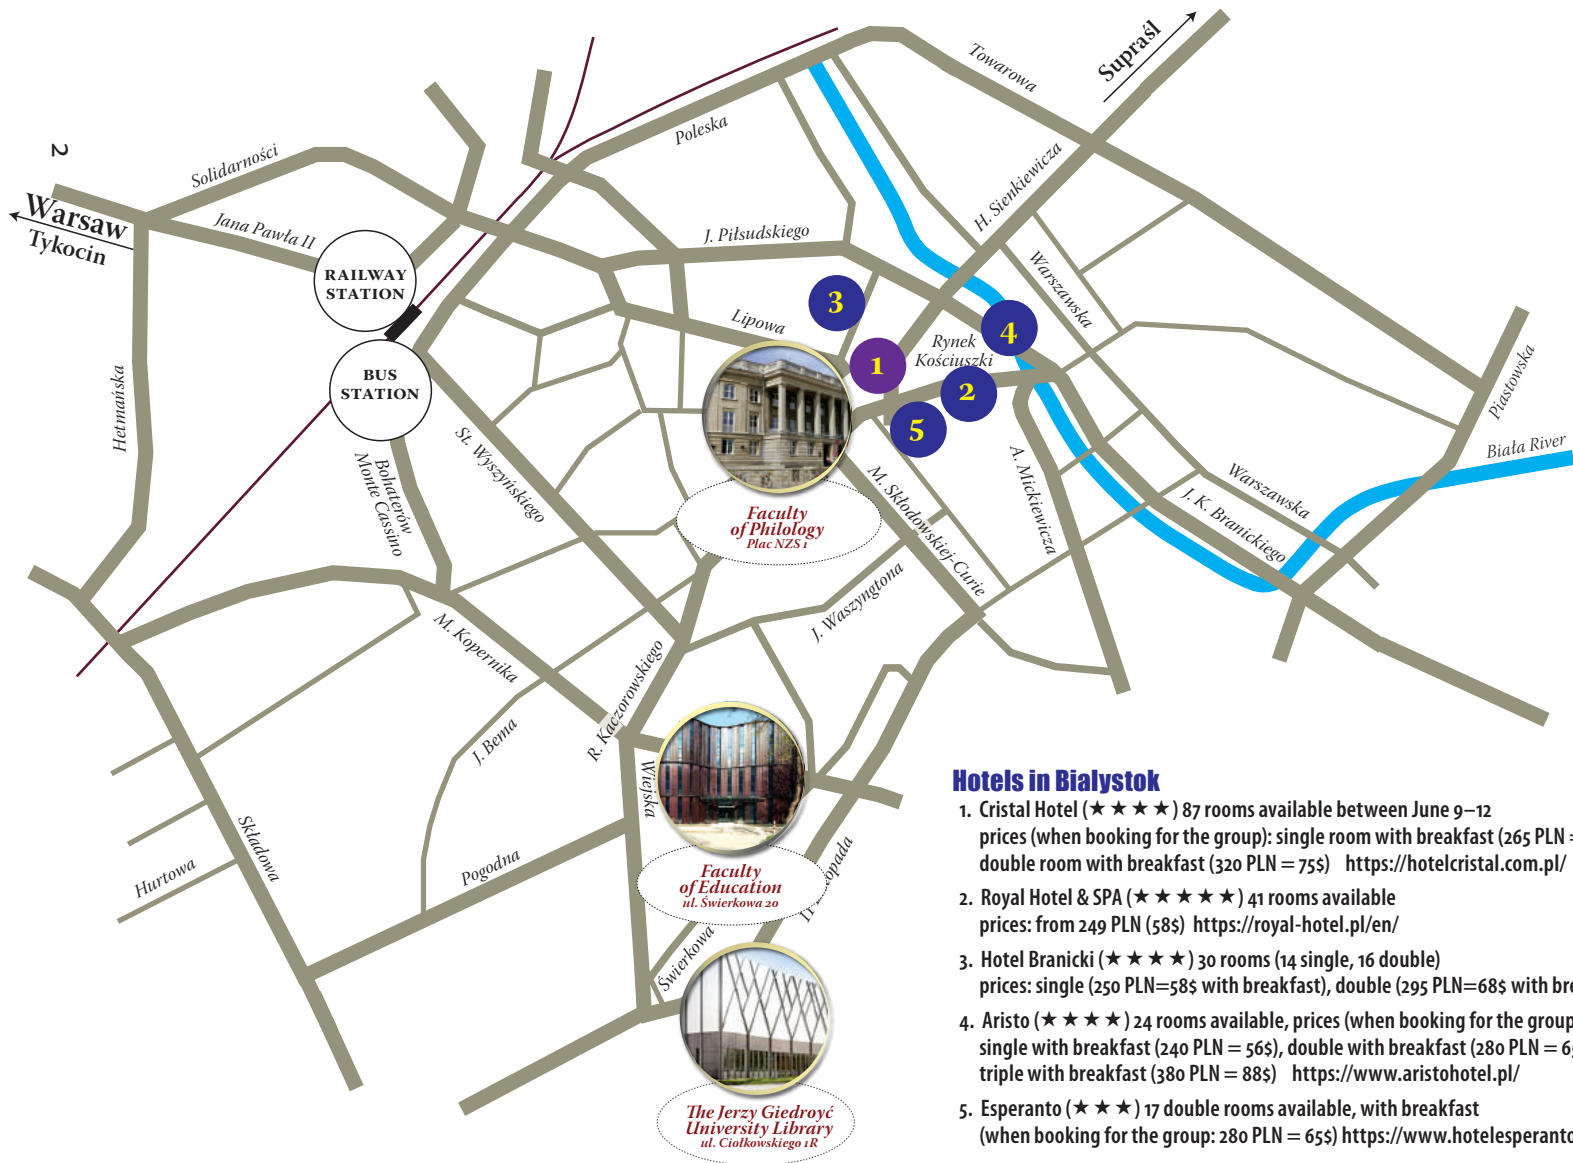 2
Warsaw
Tykocin
Solidarności
Jana Pawła II
RAILWAY
STATION
BUS
STATION
Hetmańska
Bohaterów
Monte Cassino
St. Wyszyńskiego
Poleska
J. Piłsudskiego
Lipowa
Towarowa
Supraśl
H. Sienkiewicza
Warszawska
Rynek
Kościuszki
3
4
1
2
5
Piastowska
Biała River
Warszawska
J. K. Branickiego
A. Mickiewicza
M. Skłodowskiej-Curie
Faculty
of Philology
Plac NZS 1
J. Waszyngtona
M. Kopernika
R. Kaczorowskiego
J. Bema
Wiejska
Składowa
Hurtowa
Pogodna
Faculty
of Education
ul. Świerkowa 20
Świerkowa
The Jerzy Giedroyć
University Library
ul. Ciołkowskiego 1R
Hotels in Bialystok
1. Cristal Hotel (★★★★) 87 rooms available between June 9–12
prices (when booking for the group): single room with breakfast (265 PLN =
double room with breakfast (320 PLN = 75$) https://hotelcristal.com.pl/
2. Royal Hotel & SPA (★★★★★) 41 rooms available
prices: from 249 PLN (58$) https://royal-hotel.pl/en/
3. Hotel Branicki (★★★★) 30 rooms (14 single, 16 double)
prices: single (250 PLN=58$ with breakfast), double (295 PLN=68$ with bre
4. Aristo (★★★★) 24 rooms available, prices (when booking for the group
single with breakfast (240 PLN = 56$), double with breakfast (280 PLN = 65
triple with breakfast (380 PLN = 88$) https://www.aristohotel.pl/
5. Esperanto (★★★) 17 double rooms available, with breakfast
(when booking for the group: 280 PLN = 65$) https://www.hotelesperanto